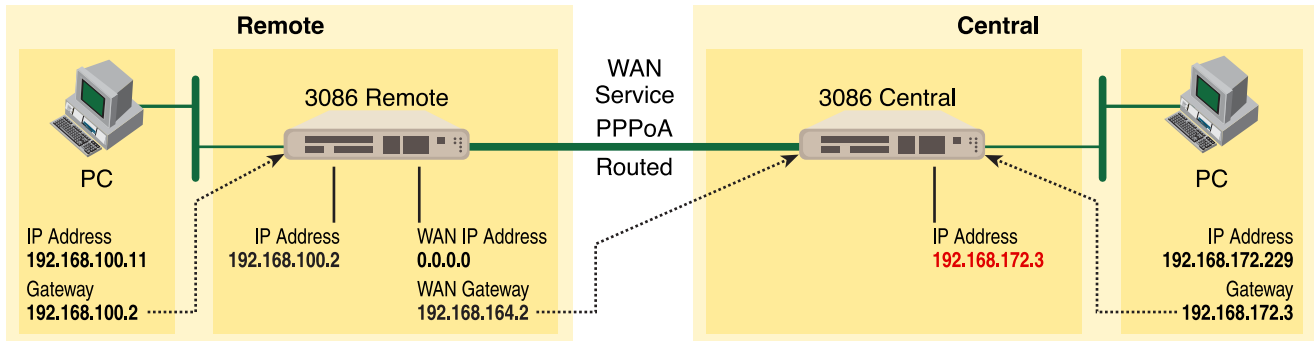 Remote
Central
WAN
Service
PPPoA
Routed
3086 Remote
3086 Central
PC
PC
IP Address
192.168.100.11
Gateway
192.168.100.2
IP Address
192.168.100.2
WAN IP Address
0.0.0.0
WAN Gateway
192.168.164.2
IP Address
192.168.172.3
IP Address
192.168.172.229
Gateway
192.168.172.3